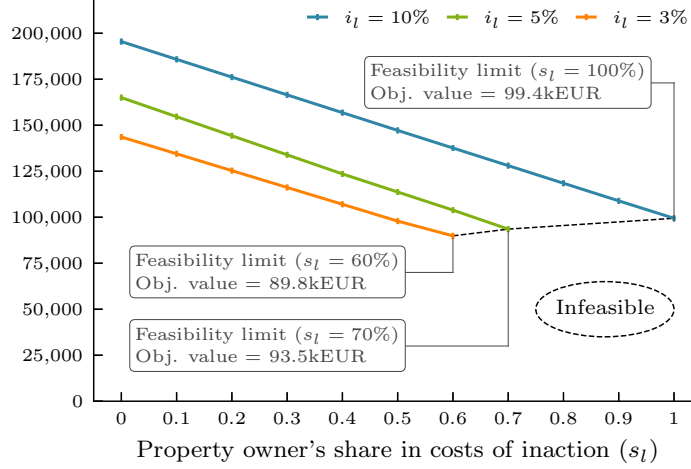 i_l = 10% i_l = 5% i_l = 3%
200,000
175,000
150,000
125,000
100,000
75,000
50,000
25,000
0
Feasibility limit (s_l = 100%)
Obj. value = 99.4kEUR
Feasibility limit (s_l = 60%)
Obj. value = 89.8kEUR
Feasibility limit (s_l = 70%)
Obj. value = 93.5kEUR
Infeasible
0 0.1 0.2 0.3 0.4 0.5 0.6 0.7 0.8 0.9 1
Property owner's share in costs of inaction (s_l)